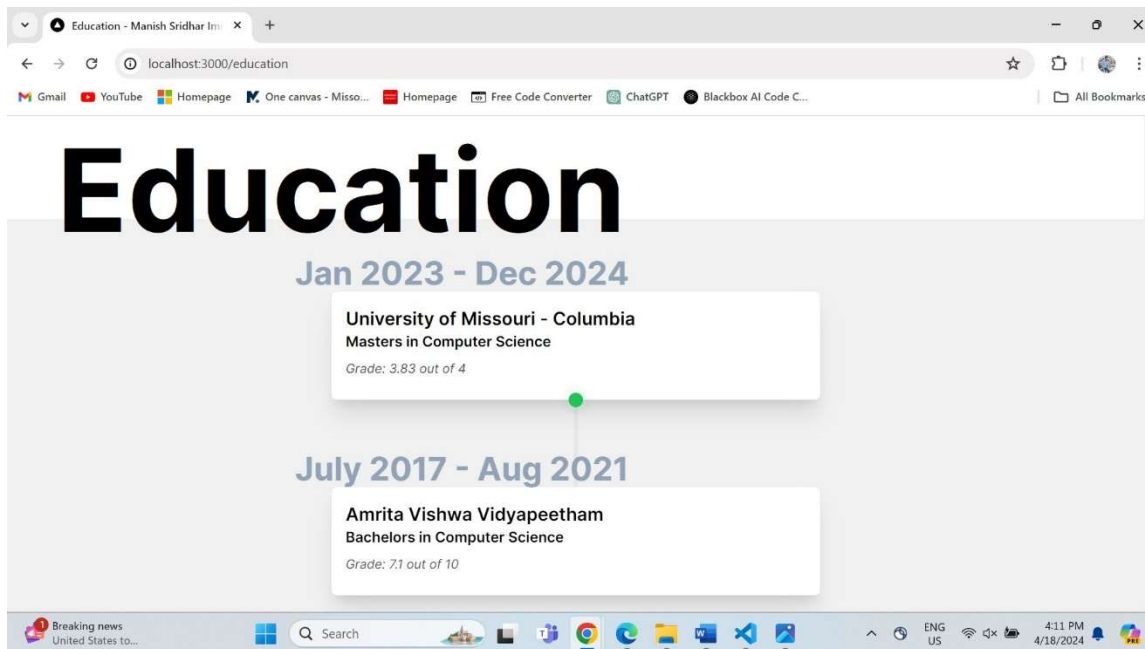 Education - Manish Sridhar Im
localhost:3000/education
Gmail YouTube Homepage One canvas - Misso... Homepage Free Code Converter ChatGPT Blackbox AI Code C... All Bookmarks
Education
Jan 2023 - Dec 2024
University of Missouri - Columbia
Masters in Computer Science
Grade: 3.83 out of 4
July 2017 - Aug 2021
Amrita Vishwa Vidyapeetham
Bachelors in Computer Science
Grade: 7.1 out of 10
1 Breaking news
United States to...
Search
ENG
US
4:11 PM
4/18/2024
PRE